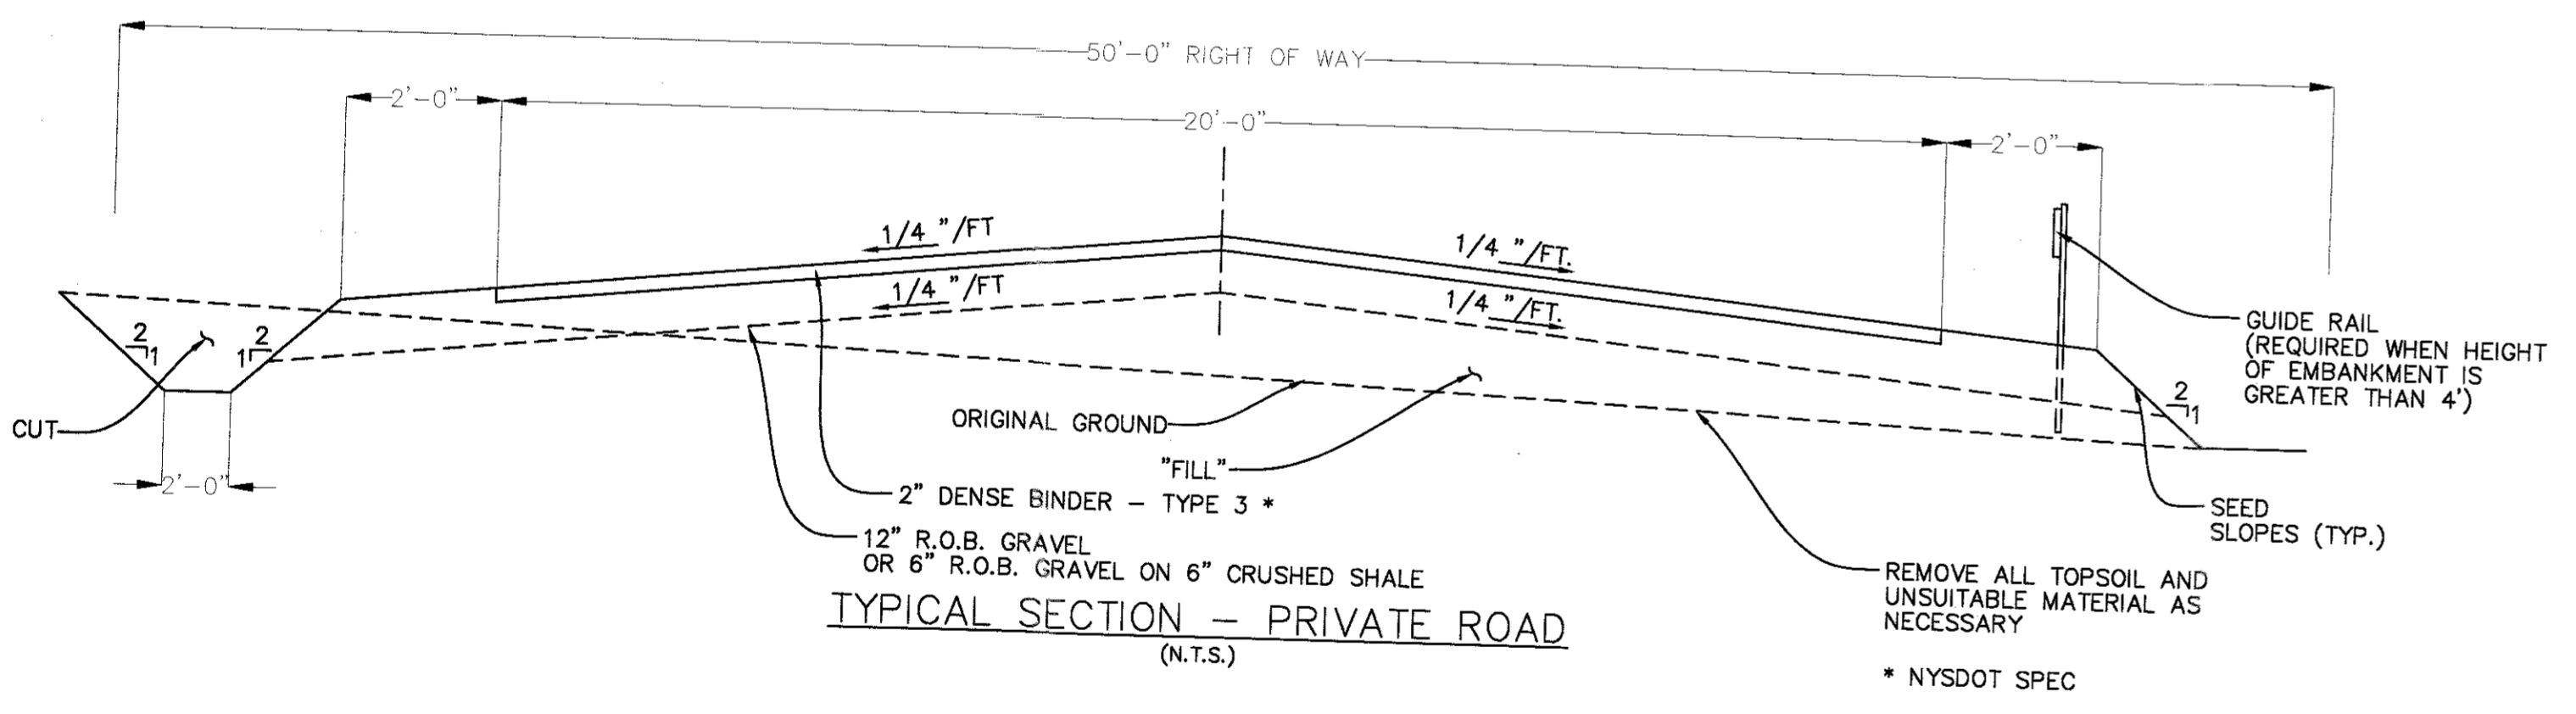 50'-0" RIGHT OF WAY
2'-0"
20'-0"
2'-0"
1/4 "/FT
1/4 "/FT.
1/4 "/FT
1/4 "/FT.
2
1
1
2
GUIDE RAIL
(REQUIRED WHEN HEIGHT
OF EMBANKMENT IS
GREATER THAN 4')
2
1
CUT
ORIGINAL GROUND
"FILL"
2'-0"
2" DENSE BINDER – TYPE 3 *
SEED
SLOPES (TYP.)
12" R.O.B. GRAVEL
OR 6" R.O.B. GRAVEL ON 6" CRUSHED SHALE
REMOVE ALL TOPSOIL AND
UNSUITABLE MATERIAL AS
NECESSARY
TYPICAL SECTION – PRIVATE ROAD
(N.T.S.)
* NYSDOT SPEC